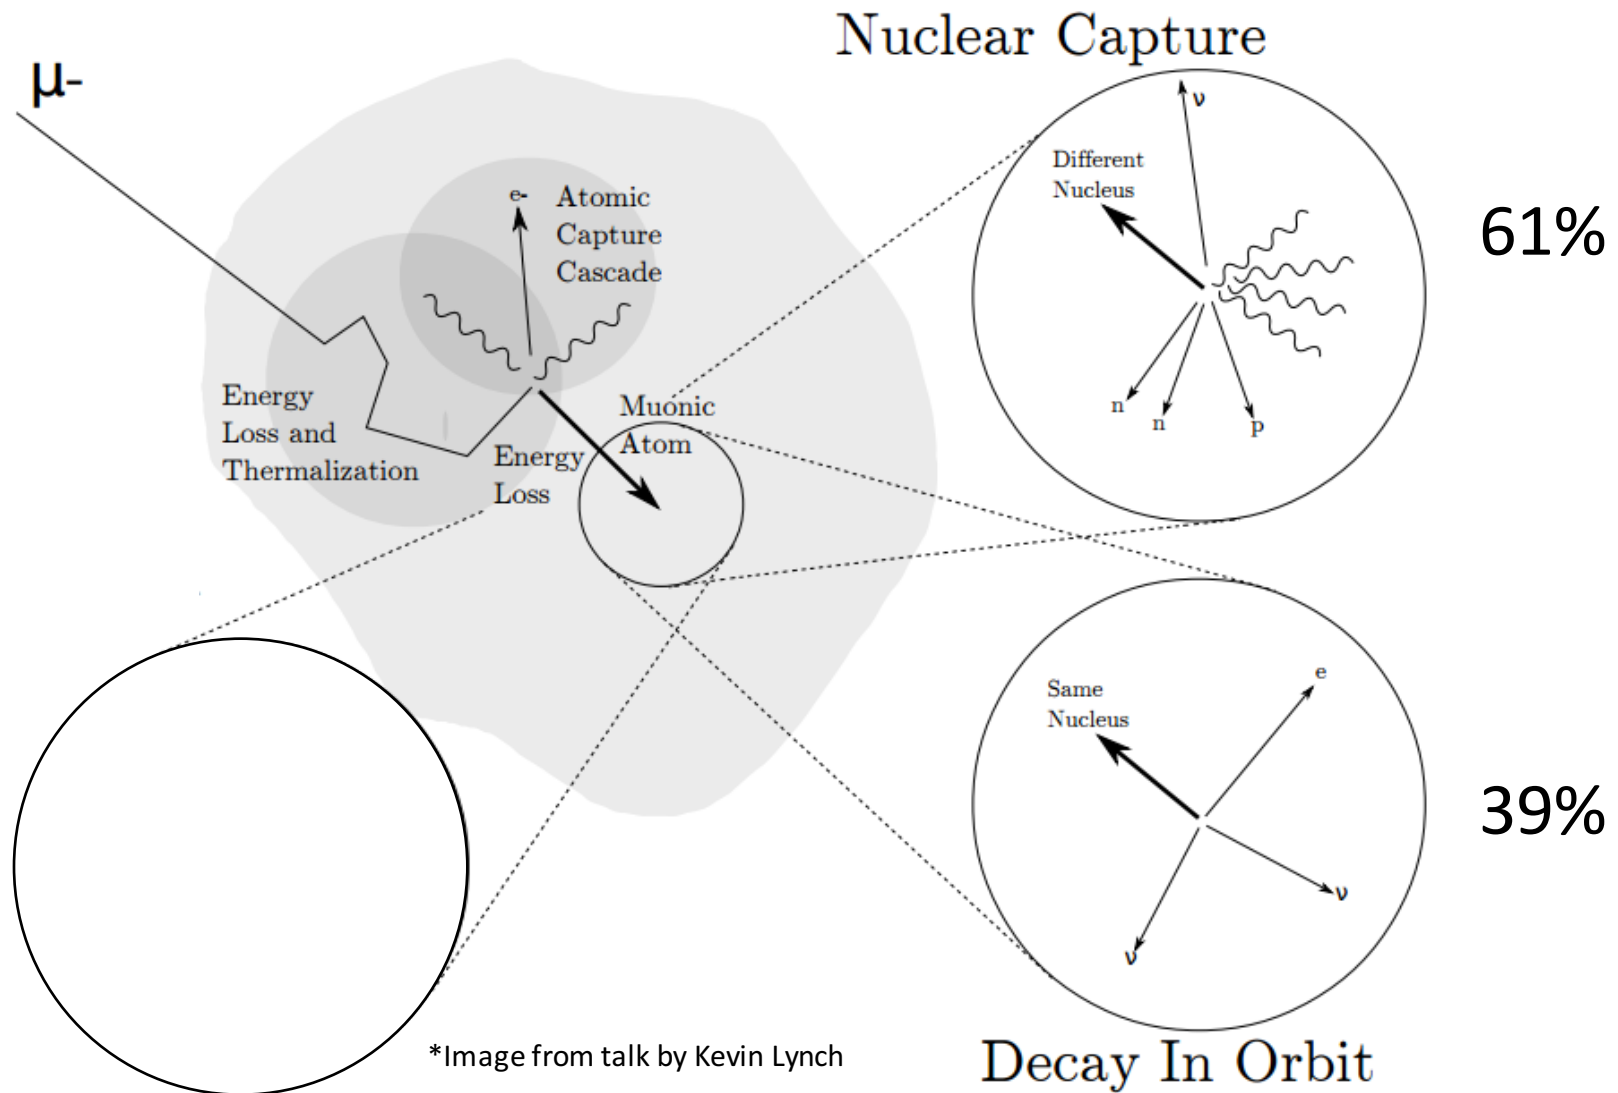 Nuclear Capture
μ-
ν
Different
Nucleus
61%
e-
Atomic
Capture
Cascade
Energy
Loss and
Thermalization
Muonic
Atom
Energy
Loss
n
n
p
Same
Nucleus
e
39%
ν
ν
*Image from talk by Kevin Lynch
Decay In Orbit